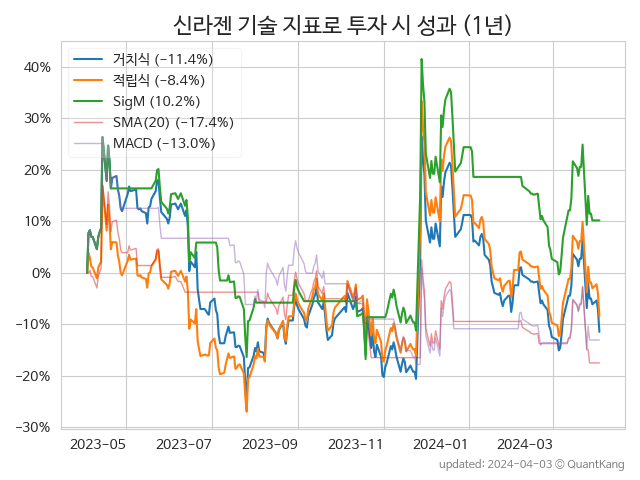 신라젠 기술 지표로 투자 시 성과 (1년)
거치식 (-11.4%)
적립식 (-8.4%)
SigM (10.2%)
SMA(20) (-17.4%)
MACD (-13.0%)
40%
30%
20%
10%
0%
-10%
-20%
-30%
2023-05 2023-07 2023-09 2023-11 2024-01 2024-03
updated: 2024-04-03 © QuantKang